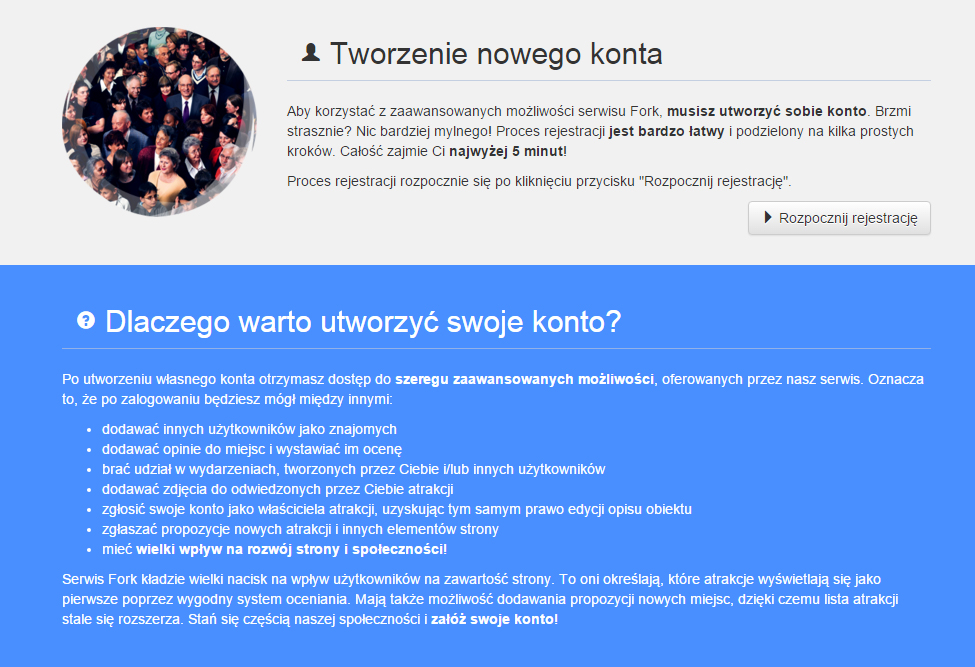 Tworzenie nowego konta
Aby korzystać z zaawansowanych możliwości serwisu Fork, musisz utworzyć sobie konto. Brzmi
strasznie? Nic bardziej mylnego! Proces rejestracji jest bardzo łatwy i podzielony na kilka prostych
kroków. Całość zajmie Ci najwyżej 5 minut!
Proces rejestracji rozpocznie się po kliknięciu przycisku "Rozpocznij rejestrację".
Rozpocznij rejestrację
Dlaczego warto utworzyć swoje konto?
Po utworzeniu własnego konta otrzymasz dostęp do szeregu zaawansowanych możliwości, oferowanych przez nasz serwis. Oznacza
to, że po zalogowaniu będziesz mógł między innymi:
• dodawać innych użytkowników jako znajomych
• dodawać opinie do miejsc i wystawiać im ocenę
• brać udział w wydarzeniach, tworzonych przez Ciebie i/lub innych użytkowników
• dodawać zdjęcia do odwiedzonych przez Ciebie atrakcji
• zgłosić swoje konto jako właściciela atrakcji, uzyskując tym samym prawo edycji opisu obiektu
• zgłaszać propozycje nowych atrakcji i innych elementów strony
• mieć wielki wpływ na rozwój strony i społeczności!
Serwis Fork kładzie wielki nacisk na wpływ użytkowników na zawartość strony. To oni określają, które atrakcje wyświetlają się jako
pierwsze poprzez wygodny system oceniania. Mają także możliwość dodawania propozycji nowych miejsc, dzięki czemu lista atrakcji
stale się rozszerza. Stań się częścią naszej społeczności i załóż swoje konto!